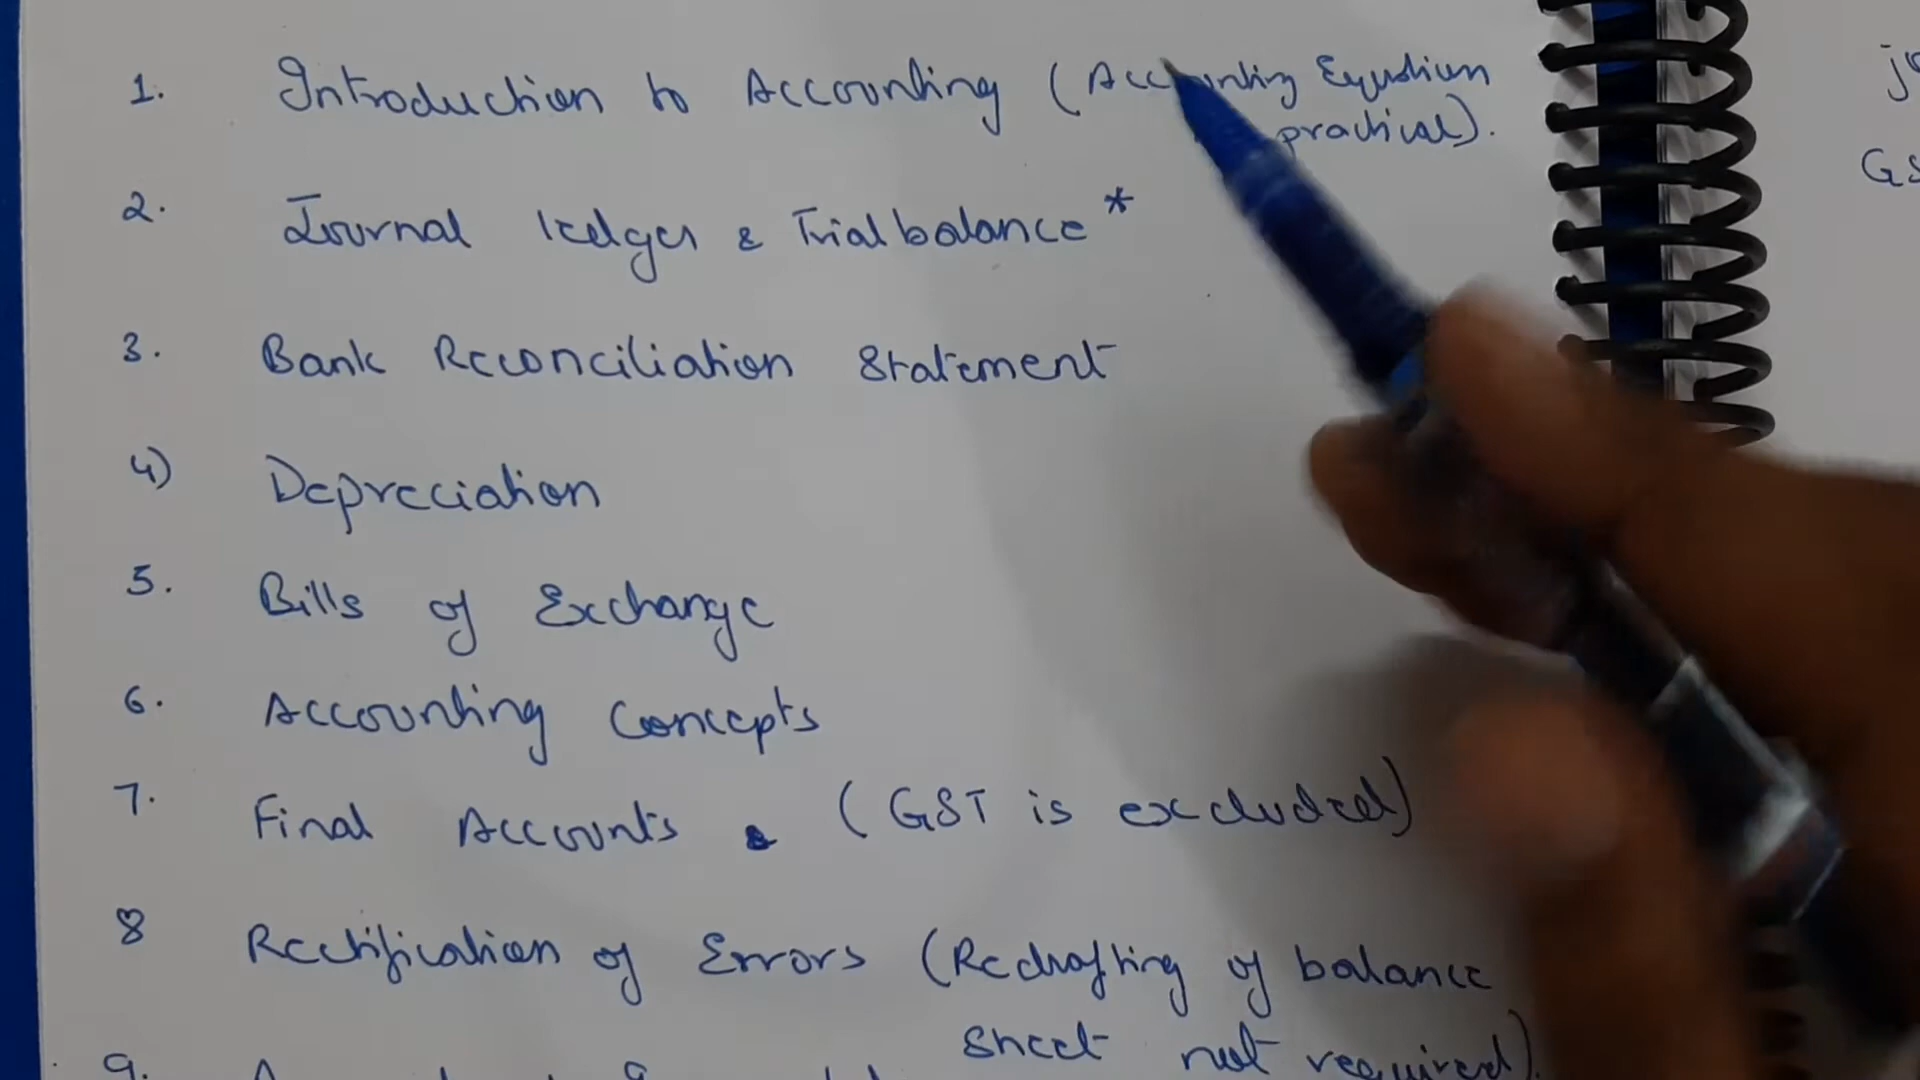 1. Introduction to Accounting (Accounting Equation
practical).
2. Journal ledger & Trial balance *
3. Bank Reconciliation Statement
4) Depreciation
5. Bills of Exchange
6. Accounting Concepts
7. Final Accounts & (GST is excluded)
8 Rectification of Errors (Redrafting of balance
sheet not required)
9.